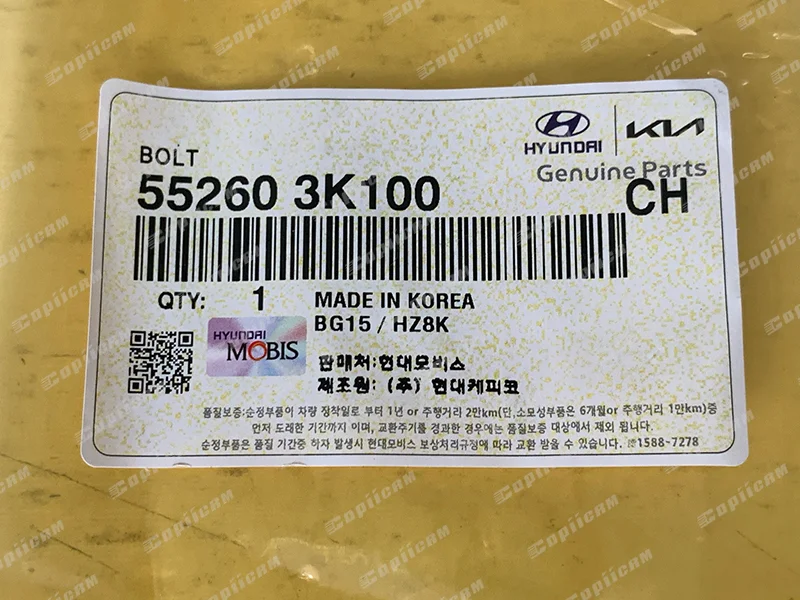 HYUNDAI KIA
Genuine Parts
BOLT
55260 3K100 CH
QTY: 1 MADE IN KOREA
BG15 / HZ8K
HYUNDAI
MOBIS
판매처:현대모비스
제조원: (주) 현대케피코
품질보증:순정부품이 차량 장착일로 부터 1년 or 주행거리 2만km(단,소모성부품은 6개월or 주행거리 1만km)중
먼저 도래한 기간까지 이며, 교환주기를 경과한 경우에는 품질보증 대상에서 제외 됩니다.
순정부품은 품질 기간중 하자 발생시 현대모비스 보상처리규정에 따라 교환 받을 수 있습니다. ☎1588-7278
CopiiCAM